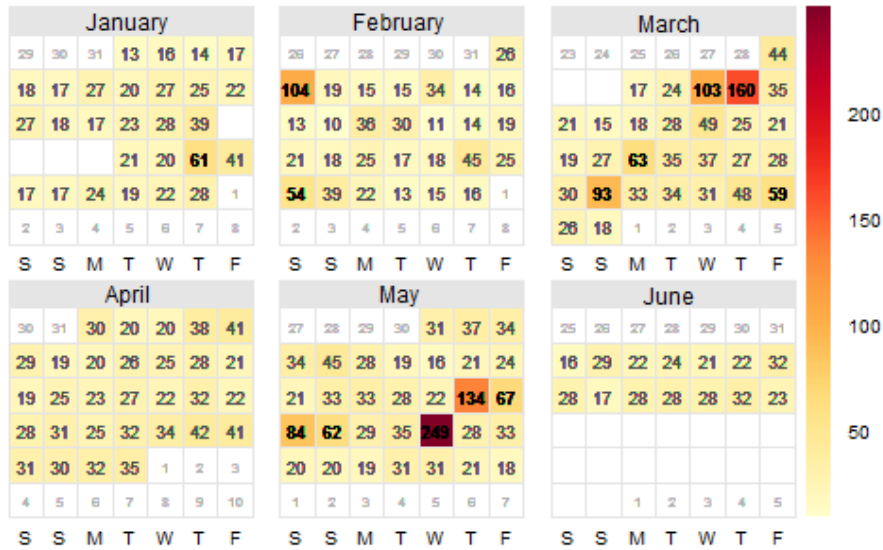 January February March
29 30 31 13 16 14 17 26 27 28 29 30 31 26 23 24 25 26 27 28 44
18 17 27 20 27 25 22 104 19 15 15 34 14 16 17 24 103 160 35
27 18 17 23 28 39 13 10 36 30 11 14 19 21 15 18 28 49 25 21 200
21 20 61 41 21 18 25 17 18 45 25 19 27 63 35 37 27 28
17 17 24 19 22 28 1 54 39 22 13 15 16 1 30 93 33 34 31 48 59
2 3 4 5 6 7 8 2 3 4 5 6 7 8 26 18 1 2 3 4 5 150
S S M T W T F S S M T W T F S S M T W T F
April May June
30 31 30 20 20 38 41 27 28 29 30 31 37 34 25 26 27 28 29 30 31 100
29 19 20 26 25 28 21 34 45 28 19 16 21 24 16 29 22 24 21 22 32
19 25 23 27 22 32 22 21 33 33 28 22 134 67 28 17 28 28 28 32 23
28 31 25 32 34 42 41 84 62 29 35 249 28 33 50
31 30 32 35 1 2 3 20 20 19 31 31 21 18
4 5 6 7 8 9 10 1 2 3 4 5 6 7 1 2 3 4 5
S S M T W T F S S M T W T F S S M T W T F